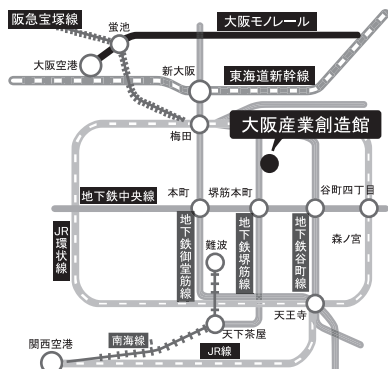 阪急宝塚線
蛍池
大阪モノレール
大阪空港
新大阪
東海道新幹線
梅田
大阪産業創造館
地下鉄中央線
本町
堺筋本町
谷町四丁目
森ノ宮
JR環状線
地下鉄御堂筋線
難波
地下鉄堺筋線
地下鉄谷町線
天王寺
天下茶屋
関西空港
南海線
JR線